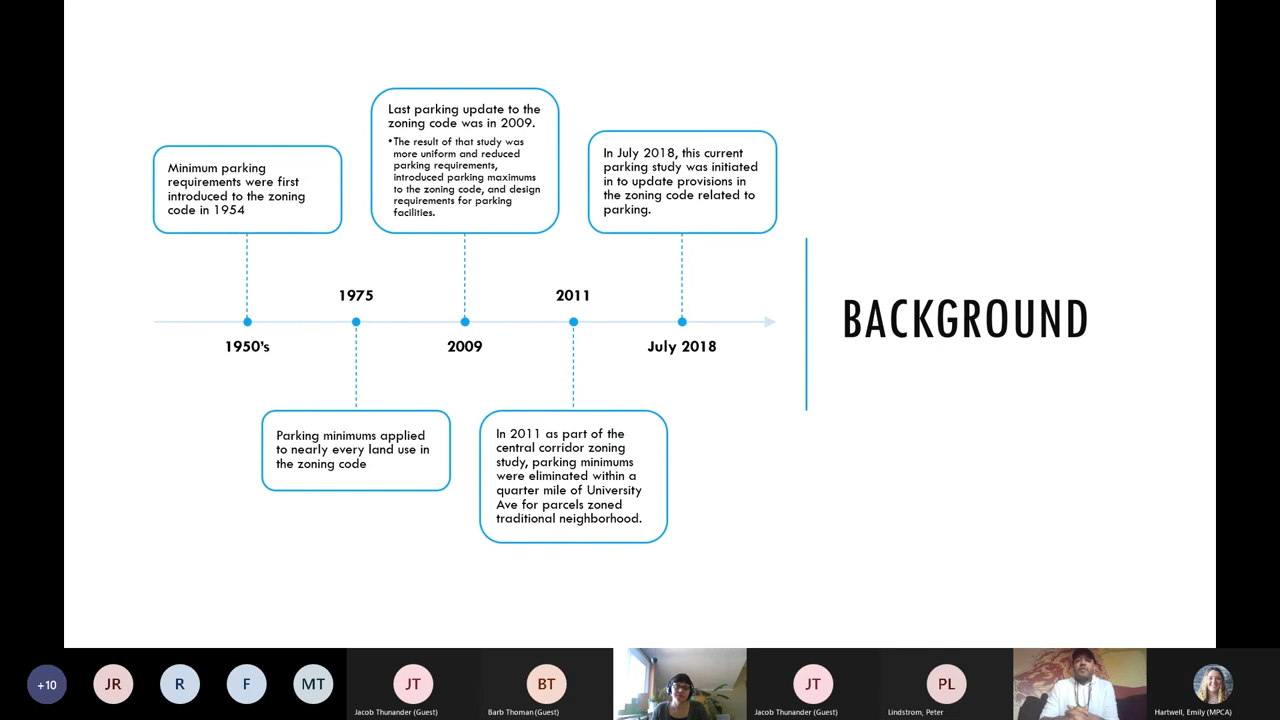 Minimum parking
requirements were first
introduced to the zoning
code in 1954
Last parking update to the
zoning code was in 2009.
•The result of that study was
more uniform and reduced
parking requirements,
introduced parking maximums
to the zoning code, and design
requirements for parking
facilities.
In July 2018, this current
parking study was initiated
in to update provisions in
the zoning code related to
parking.
1975
2011
1950's
2009
July 2018
Parking minimums applied
to nearly every land use in
the zoning code
In 2011 as part of the
central corridor zoning
study, parking minimums
were eliminated within a
quarter mile of University
Ave for parcels zoned
traditional neighborhood.
BACKGROUND
+10
JR
R
F
MT
JT
Jacob Thunander (Guest)
BT
Barb Thoman (Guest)
JT
Jacob Thunander (Guest)
PL
Lindstrom, Peter
Hartwell, Emily (MPCA)